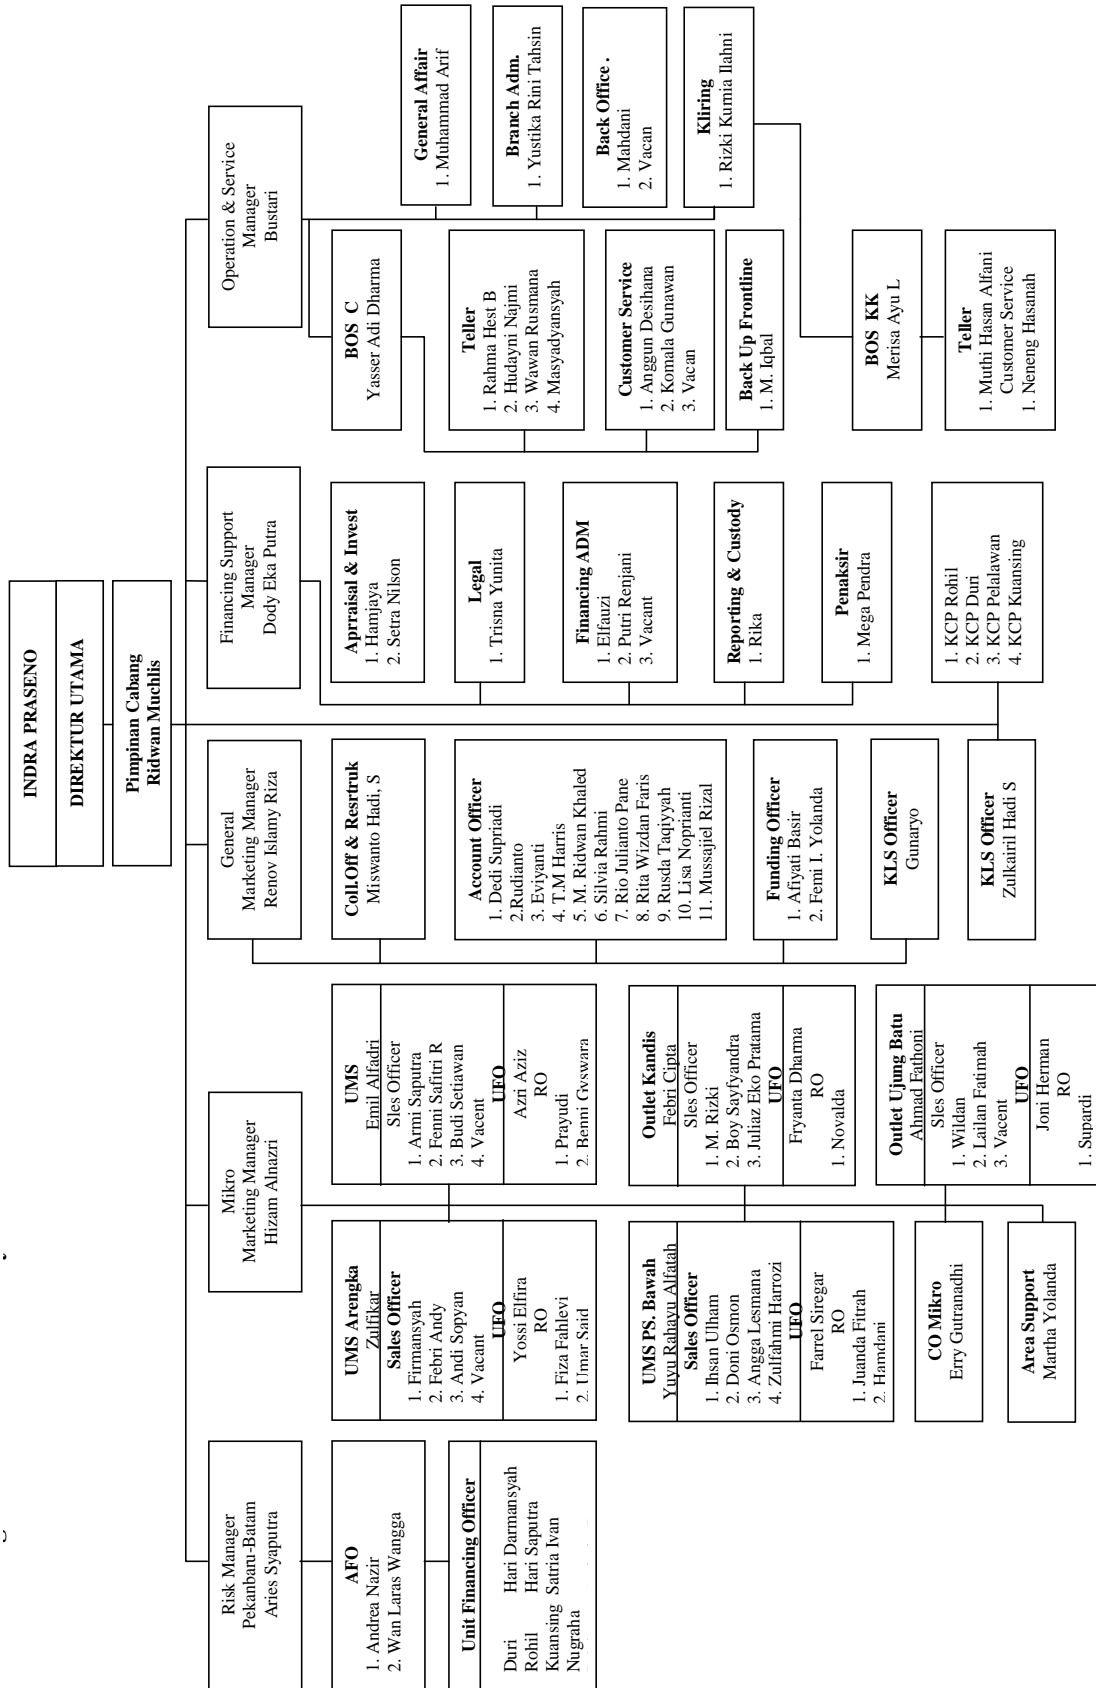 INDRA PRASENO
DIREKTUR UTAMA
Pimpinan Cabang
Ridwan Muchlis
Risk Manager
Pekanbaru-Batam
Aries Syaputra
AFO
1. Andrea Nazir
2. Wan Laras Wangga
Unit Financing Officer
Duri Hari Darmansyah
Rohil Hari Saputra
Kuansing Satria Ivan
Nugraha
Mikro
Marketing Manager
Hizam Alnazri
UMS Arengka
Zulfikar
Sales Officer
1. Firmansyah
2. Febri Andy
3. Andi Sopyan
4. Vacant
UFO
Yossi Elfira
RO
1. Fiza Fahlevi
2. Umar Said
UMS PS. Bawah
Yuyu Rahayu Alfatah
Sales Officer
1. Ihsan Ulham
2. Doni Osmon
3. Angga Lesmana
4. Zulfahmi Harrozi
UFO
Farrel Siregar
RO
1. Juanda Fitrah
2. Hamdani
CO Mikro
Erry Gutranadhi
Area Support
Martha Yolanda
UMS
Emil Alfadri
Sles Officer
1. Armi Saputra
2. Fenni Safitri R
3. Budi Setiawan
4. Vacent
UFO
Azri Aziz
RO
1. Prayudi
2. Benni Gvswara
Outlet Kandis
Febri Cipta
Sles Officer
1. M. Rizki
2. Boy Sayfyandra
3. Juliaz Eko Pratama
UFO
Fryanta Dharma
RO
1. Novalda
Outlet Ujung Batu
Ahmad Fathoni
Sles Officer
1. Wildan
2. Lailan Fatimah
3. Vacent
UFO
Joni Herman
RO
1. Supardi
General
Marketing Manager
Renov Islamy Riza
Coll.Off & Resrtruk
Miswanto Hadi, S
Account Officer
1. Dedi Supriadi
2.Rudianto
3. Eviyanti
4. T.M Harris
5. M. Ridwan Khaled
6. Silvia Rahmi
7. Rio Julianto Pane
8. Rita Wizdan Faris
9. Rusda Taqiyyah
10. Lisa Noprianti
11. Mussajiel Rizal
Funding Officer
1. Afiyati Basir
2. Femi I. Yolanda
KLS Officer
Gunaryo
KLS Officer
Zulkairil Hadi S
Financing Support
Manager
Dody Eka Putra
Aprraisal & Invest
1. Hamjaya
2. Setra Nilson
Legal
1. Trisna Yunita
Financing ADM
1. Elfauzi
2. Putri Renjani
3. Vacant
Reporting & Custody
1. Rika
Penaksir
1. Mega Pendra
1. KCP Rohil
2. KCP Duri
3. KCP Pelalawan
4. KCP Kuansing
Operation & Service
Manager
Bustari
BOS C
Yasser Adi Dharma
Teller
1. Rahma Hest B
2. Hudayni Najmi
3. Wawan Rusmana
4. Masyadyansyah
Customer Service
1. Anggun Desihana
2. Komala Gunawan
3. Vacan
Back Up Frontline
1. M. Iqbal
General Affair
1. Muhammad Arif
Branch Adm.
1. Yustika Rini Tahsin
Back Office .
1. Mahdani
2. Vacan
Kliring
1. Rizki Kurnia Ilahni
BOS KK
Merisa Ayu L
Teller
1. Muthi Hasan Alfani
Customer Service
1. Neneng Hasanah